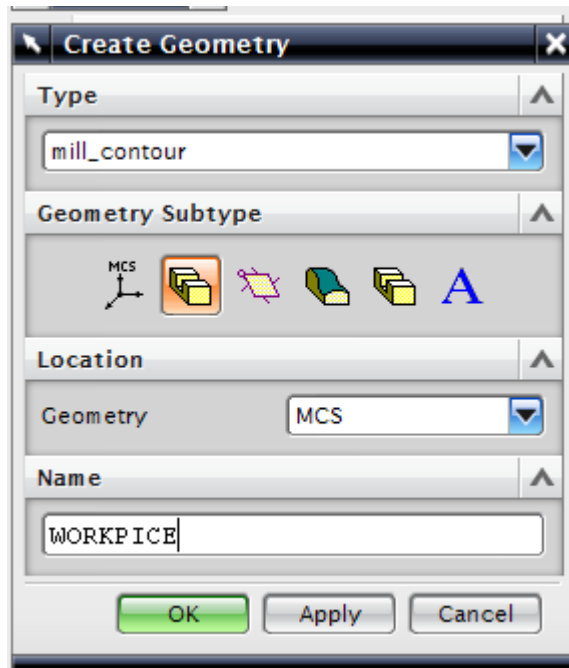 Create Geometry
Type
mill_contour
Geometry Subtype
MCS
A
Location
Geometry MCS
Name
WORKPICE
OK Apply Cancel